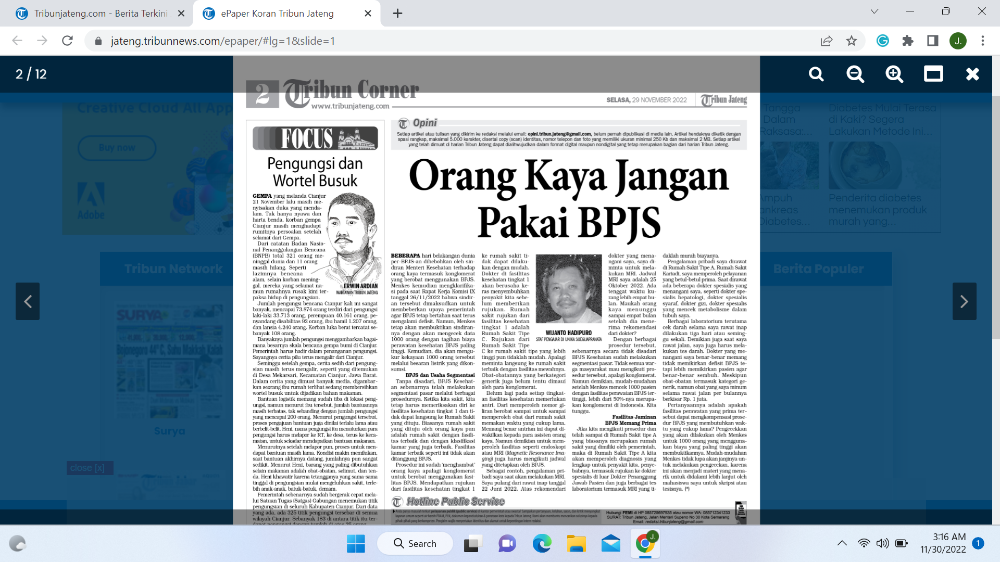 Tribunjateng.com - Berita Terkini
ePaper Koran Tribun Jateng
jateng.tribunnews.com/epaper/#lg=1&slide=1
J.
2 / 12
2
Tribun Corner
www.tribunjateng.com
SELASA, 29 NOVEMBER 2022
Tribun Jateng
FOCUS
Pengungsi dan
Wortel Busuk
GEMPA yang melanda Cianjur
21 November lalu masih me-
nyisakan duka yang menda-
lam. Tak hanya nyawa dan
harta benda, korban gempa
Cianjur masih menghadapi
rumitnya persoalan setelah
selamat dari Gempa.
Dari catatan Badan Nasio-
nal Penanggulangan Bencana
(BNPB) total 321 orang me-
ninggal dunia dan 11 orang
masih hilang. Seperti
lazimnya bencana
alam, selain korban mening-
gal, mereka yang selamat na-
mun rumahnya rusak kini ter-
paksa hidup di pengungsian.
ERWIN ARDIAN
WARTAWAN TRIBUN JATENG
Jumlah pengungsi bencana Cianjur kali ini sangat
banyak, mencapai 73.874 orang terdiri dari pengungsi
laki-laki 33.713 orang, perempuan 40.161 orang, pe-
nyandang disabilitas 92 orang, ibu hamil 1.207 orang,
dan lansia 4.240 orang. Korban luka berat tercatat se-
banyak 108 orang.
Banyaknya jumlah pengungsi menggambarkan bagai-
mana besarnya skala bencana gempa bumi di Cianjur.
Pemerintah harus hadir dalam penanganan pengungsi.
Sayangnya cerita pilu terus mengalir dari Cianjur.
Seminggu setelah gempa, cerita sedih dari pengung-
sian masih terus mengalir, seperti yang ditemukan
di Desa Mekarsari, Kecamatan Cianjur, Jawa Barat.
Dalam cerita yang dimuat banyak media, digambar-
kan seorang ibu rumah terlihat sedang membersihkan
wortel busuk untuk dijadikan bahan makanan.
Bantuan logistik memang sudah tiba di lokasi peng-
ungsi, namun menurut ibu tersebut, jumlah bantuannya
masih terbatas, tak sebanding dengan jumlah pengungsi
yang mencapai 200 orang. Menurut pengungsi tersebut,
proses pengajuan bantuan juga dinilai terlalu lama atau
berbelit-belit. Heni, nama pengungsi itu menuturkan para
pengungsi harus melapor ke RT, ke desa, terus ke keca-
matan, untuk sekadar mendapatkan bantuan makanan.
Menurutnya setelah melapor pun, proses untuk men-
dapat bantuan masih lama. Kondisi makin memilukan,
saat bantuan akhirnya datang, jumlahnya pun sangat
sedikit. Menurut Heni, barang yang paling dibutuhkan
selain makanan adalah obat-obatan, selimut, dan ten-
da. Heni khawatir karena tetangganya yang sama-sama
tinggal di pengungsian mulai mengeluhkan sakit, terle-
bih anak-anak, batuk-batuk, demam.
Pemerintah sebenarnya sudah bergerak cepat mela-
lui Satuan Tugas (Satgas) Gabungan menemukan titik
pengungsian di seluruh Kabupaten Cianjur. Dari data
yang ada, ada 325 titik pengungsi tersebar di semua
wilayah Cianjur. Sebanyak 183 di antara titik itu ter-
Opini
Setiap artikel atau tulisan yang dikirim ke redaksi melalui email: opini.tribun.jateng@gmail.com, belum pernah dipublikasi di media lain. Artikel hendaknya diketik dengan
spasi rangkap, maksimal 5.000 karakter, disertai copy (scan) identitas, nomor telepon dan foto yang memiliki ukuran minimal 250 Kb dan maksimal 2 MB. Setiap artikel
yang telah dimuat di harian Tribun Jateng dapat dialihwujudkan dalam format digital maupun nondigital yang tetap merupakan bagian dari harian Tribun Jateng.
Orang Kaya Jangan
Pakai BPJS
BEBERAPA hari belakangan dunia
per-BPJS-an dihebohkan oleh sin-
diran Menteri Kesehatan terhadap
orang kaya termasuk konglomerat
yang berobat menggunakan BPJS.
Menkes kemudian mengklarifika-
si pada saat Rapat Kerja Komisi IX
tanggal 26/11/2022 bahwa sindir-
an tersebut dimaksudkan untuk
membeberkan upaya pemerintah
agar BPJS tetap bertahan saat terus
mengalami defisit. Namun, Menkes
tetap akan membuktikan sindiran-
nya dengan akan mengecek data
1000 orang dengan tagihan biaya
perawatan kesehatan BPJS paling
tinggi. Kemudian, dia akan mengu-
kur kekayaan 1000 orang tersebut
melalui besaran listrik yang dikon-
sumsi.
BPJS dan Usaha Segmentasi
Tanpa disadari, BPJS Kesehat-
an sebenarnya telah melakukan
segmentasi pasar melalui berbagai
prosedurnya. Ketika kita sakit, kita
tetap harus memeriksakan diri ke
fasilitas kesehatan tingkat 1 dan ti-
dak dapat langsung ke Rumah Sakit
yang dituju. Biasanya rumah sakit
yang dituju oleh orang kaya pun
adalah rumah sakit dengan fasili-
tas terbaik dan dengan klasifikasi
kamar yang juga terbaik. Fasilitas
kamar terbaik seperti ini tidak akan
ditanggung BPJS.
Prosedur ini sudah 'menghambat'
orang kaya apalagi konglomerat
untuk berobat menggunakan fasi-
litas BPJS. Mendapatkan rujukan
dari fasilitas kesehatan tingkat 1
ke rumah sakit ti-
dak dapat dilaku-
kan dengan mudah.
Dokter di fasilitas
kesehatan tingkat 1
akan berusaha ke-
ras menyembuhkan
penyakit kita sebe-
lum memberikan
rujukan. Rumah
sakit rujukan dari
fasilitas kesehatan
tingkat 1 adalah
Rumah Sakit Tipe
C. Rujukan dari
Rumah Sakit Tipe
C ke rumah sakit tipe yang lebih
tinggi pun tidaklah mudah. Apalagi
meminta langsung ke rumah sakit
terbaik dengan fasilitas mewahnya.
Obat-obatannya yang berkategori
generik juga belum tentu dimaui
oleh para konglomerat.
Belum lagi pada setiap tingkat-
an fasilitas kesehatan memerlukan
antri. Dari memperoleh nomor gi-
liran berobat sampai untuk sampai
memperoleh obat dari rumah sakit
memakan waktu yang cukup lama.
Memang benar antrian ini dapat di-
wakilkan kepada para asisten orang
kaya. Namun demikian untuk mem-
peroleh fasilitas seperti endoskopi
atau MRI (Magnetic Resonance Ima-
ging) juga harus mengikuti jadwal
yang ditetapkan oleh BPJS.
Sebagai contoh, pengalaman pri-
badi saya saat akan melakukan MRI.
Saya pulang dari rawat inap tanggal
22 Juni 2022. Atas rekomendari
WIJANTO HADIPURO
STAF PENGAJAR DI UNIKA SOEGIJAPRANATA
dokter yang mena-
ngani saya, saya di-
minta untuk mela-
kukan MRI. Jadwal
MRI saya adalah 25
Oktober 2022. Ada
tenggat waktu ku-
rang lebih empat bu-
lan. Maukah orang
kaya menunggu
sampai empat bulan
setelah dia mene-
rima rekomendasi
dari dokter?
Dengan berbagai
prosedur tersebut,
sebenarnya secara tidak disadari
BPJS Kesehatan sudah melakukan
segmentasi pasar. Tidak semua war-
ga masyarakat mau mengikuti pro-
sedur tersebut, apalagi konglomerat.
Namun demikian, mudah-mudahan
setelah Menkes mencek 1000 pasien
dengan fasilitas perawatan BPJS ter-
tinggi, lebih dari 50%-nya merupa-
kan konglomerat di Indonesia. Kita
tunggu.
Fasilitas Jaminan
BPJS Memang Prima
Jika kita mengikuti prosedur dan
telah sampai di Rumah Sakit tipe A
yang biasanya merupakan rumah
sakit yang dimiliki oleh pemerintah,
maka di Rumah Sakit Tipe A kita
akan memperoleh diagnosis yang
lengkap untuk penyakit kita, penye-
babnya, termasuk rujukan ke dokter
spesialis di luar Dokter Penanggung
Jawab Pasien dan juga berbagai tes
laboratorium termasuk MRI yang ti-
daklah murah biayanya.
Pengalaman pribadi saya dirawat
di Rumah Sakit Tipe A, Rumah Sakit
Kariadi, saya memperoleh pelayanan
yang betul-betul prima. Saat dirawat
ada beberapa dokter spesialis yang
menangani saya, seperti dokter spe-
sialis hepatologi, dokter spesialis
syaraf, dokter gizi, dokter spesialis
yang mencek metabolisme dalam
tubuh saya.
Berbagai laboratorium terutama
cek darah selama saya rawat inap
dilakukan tiga hari atau seming-
gu sekali. Demikian juga saat saya
rawat jalan, saya juga harus mela-
kukan tes darah. Dokter yang me-
nangani saya benar-benar memang
tidak memikirkan defisit BPJS te-
tapi lebih memikirkan pasien agar
benar-benar sembuh. Meskipun
obat-obatan termasuk kategori ge-
nerik, namun obat yang saya minum
selama rawat jalan per bulannya
berkisar Rp. 1 juta.
Pertanyaannya adalah apakah
fasilitas perawatan yang prima ter-
sebut dapat mengkompensasi prose-
dur BPJS yang membutuhkan wak-
tu yang cukup lama? Pengecekkan
yang akan dilakukan oleh Menkes
untuk 1000 orang yang mengguna-
kan biaya yang paling tinggi akan
membuktikannya. Mudah-mudahan
Menkes tidak lupa akan janjinya un-
tuk melakukan pengecekan, karena
ini akan menjadi materi yang mena-
rik untuk didalami lebih lanjut oleh
mahasiswa saya untuk skripsi atau
tesisnya. (*)
Hotline Public Service
Hubungi FEMI di HP 085725697935 atau nomor WA: 085712341233
SURAT: Tribun Jateng, Jalan Menteri Supeno No 30 Kota Semarang
Email: redaksi.tribunjateng@gmail.com
Creative Cloud All App
Buy now
Adobe
Tribun Network
SURYA
Bojonegoro 44° C, Suhu Makkah Kalah
Surya
close [x]
Tangga
Dalam
Raksasa:...
Diabetes Mulai Terasa
di Kaki? Segera
Lakukan Metode Ini...
Ampuh
Pankreas
Diabetes...
Penderita diabetes
menemukan produk
murah yang...
Berita Populer
Search
J.
3:16 AM
11/30/2022
1